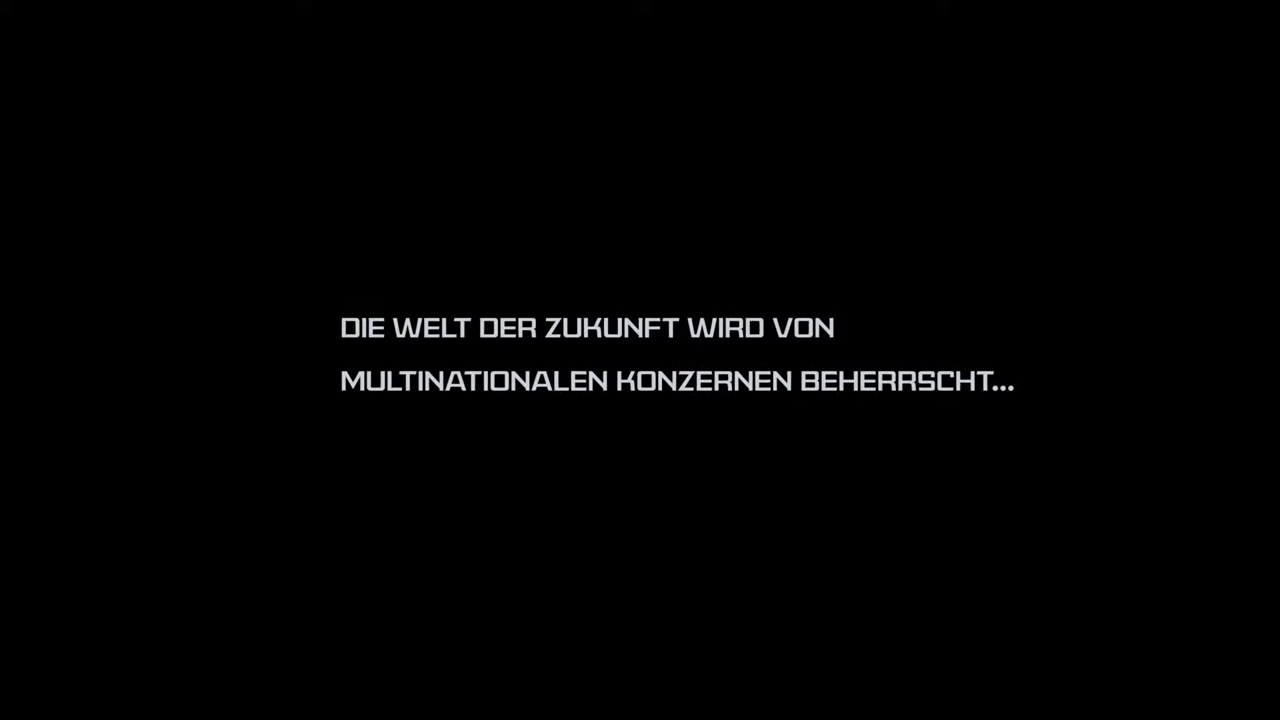 DIE WELT DER ZUKUNFT WIRD VON
MULTINATIONALEN KONZERNEN BEHERRSCHT...